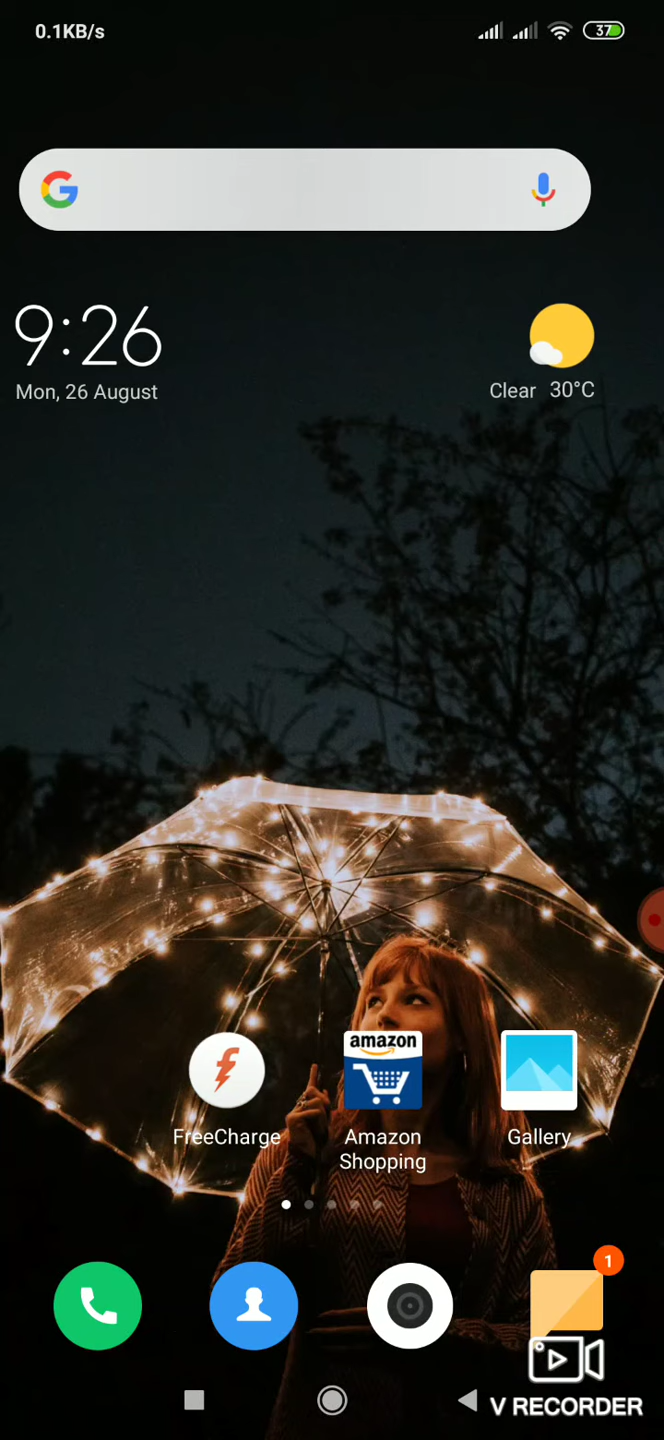 0.1KB/s
37
9:26
Mon, 26 August
Clear 30°C
amazon
FreeCharge
Amazon
Shopping
Gallery
1
V RECORDER